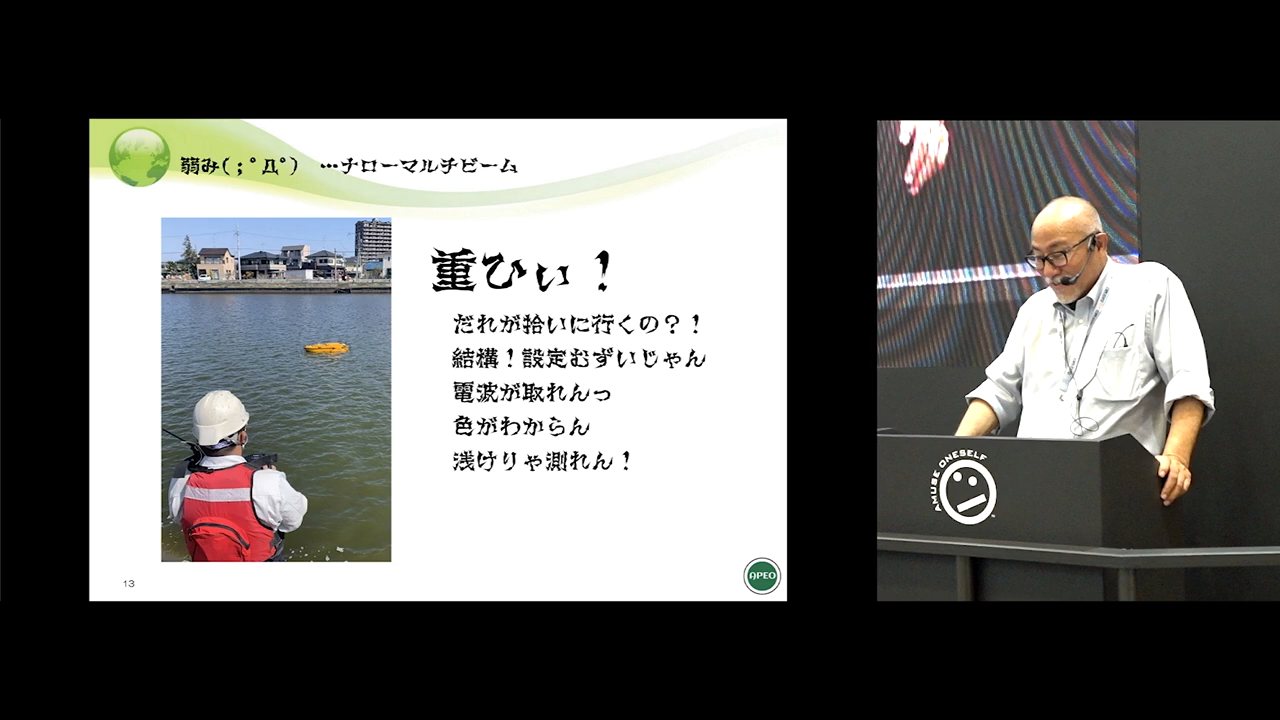 弱み(；゜Д゜)　…ナローマルチビーム
重ひぃ！
だれが拾いに行くの？！
結構！設定むずいじゃん
電波が取れんっ
色がわからん
浅けりゃ測れん！
13
APEO
AMUSE ONESELF